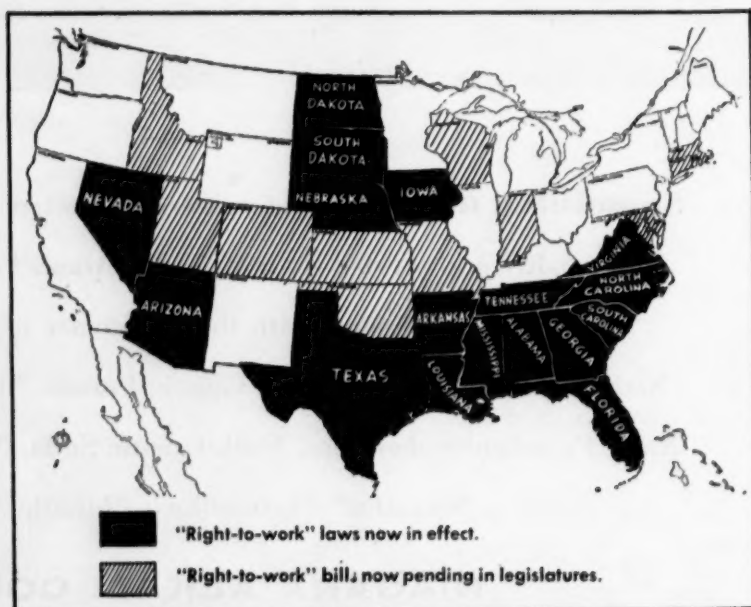 NORTH
DAKOTA
SOUTH
DAKOTA
NEBRASKA
IOWA
NEVADA
ARIZONA
TEXAS
ARKANSAS
LOUISIANA
MISSISSIPPI
ALABAMA
TENNESSEE
GEORGIA
FLORIDA
SOUTH
CAROLINA
NORTH
CAROLINA
VIRGINIA
"Right-to-work" laws now in effect.
"Right-to-work" bills now pending in legislatures.